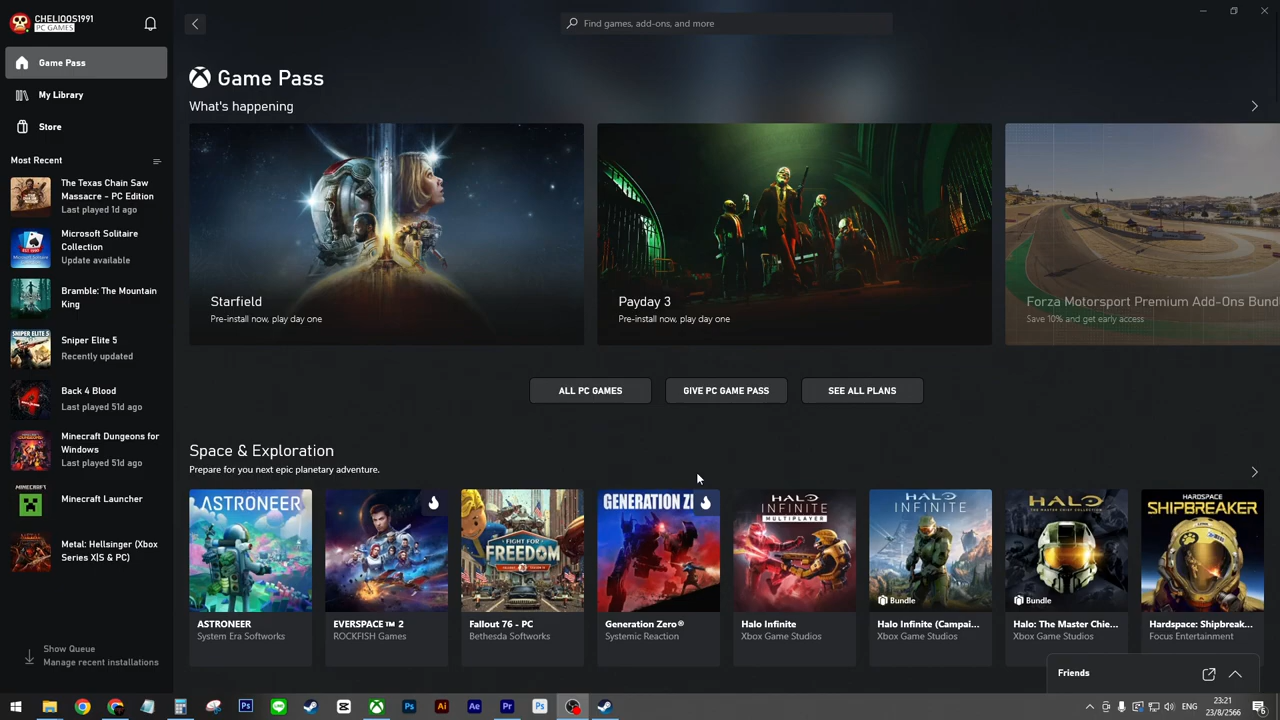 CHELIOOS1991
PC GAMES
Find games, add-ons, and more
Game Pass
My Library
Store
Most Recent
The Texas Chain Saw
Massacre - PC Edition
Last played 1d ago
Microsoft Solitaire
Collection
Update available
Bramble: The Mountain
King
Sniper Elite 5
Recently updated
Back 4 Blood
Last played 51d ago
Minecraft Dungeons for
Windows
Last played 51d ago
Minecraft Launcher
Metal: Hellsinger (Xbox
Series X|S & PC)
Show Queue
Manage recent installations
Game Pass
What's happening
Starfield
Pre-install now, play day one
Payday 3
Pre-install now, play day one
Forza Motorsport Premium Add-Ons Bund
Save 10% and get early access
ALL PC GAMES
GIVE PC GAME PASS
SEE ALL PLANS
Space & Exploration
Prepare for you next epic planetary adventure.
ASTRONEER
FIGHT FOR
FREEDOM
GENERATION ZE
HALO
INFINITE
MULTIPLAYER
HALO
INFINITE
Bundle
HALO
Bundle
HARDSPACE
SHIPBREAKER
ASTRONEER
System Era Softworks
EVERSPACE™ 2
ROCKFISH Games
Fallout 76 - PC
Bethesda Softworks
Generation Zero®
Systemic Reaction
Halo Infinite
Xbox Game Studios
Halo Infinite (Campai...
Xbox Game Studios
Halo: The Master Chie...
Xbox Game Studios
Hardspace: Shipbreak...
Focus Entertainment
Friends
ENG
23:21
23/8/2566